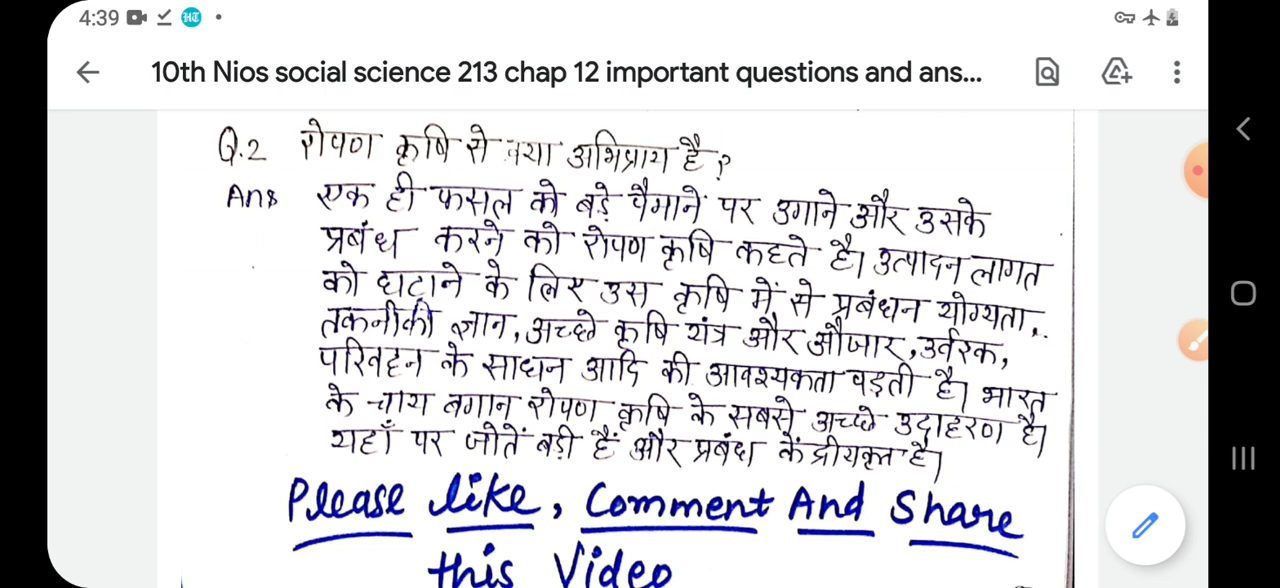 4:39
10th Nios social science 213 chap 12 important questions and ans...
Q.2 रोपण कृषि से क्या अभिप्राय है?
Ans एक ही फसल को बड़े पैमाने पर उगाने और उसके
प्रबंध करने को रोपण कृषि कहते है। उत्पादन लागत
को घटाने के लिए उस कृषि में से प्रबंधन योग्यता,
तकनीकी ज्ञान, अच्छे कृषि यंत्र और औजार, उर्वरक,
परिवहन के साधन आदि की आवश्यकता पड़ती है। भारत
के चाय बगान रोपण कृषि के सबसे अच्छे उदाहरण है।
यहाँ पर जोतें बड़ी हैं और प्रबंध केंद्रीयकृत है।
Please like, Comment And Share
this Video